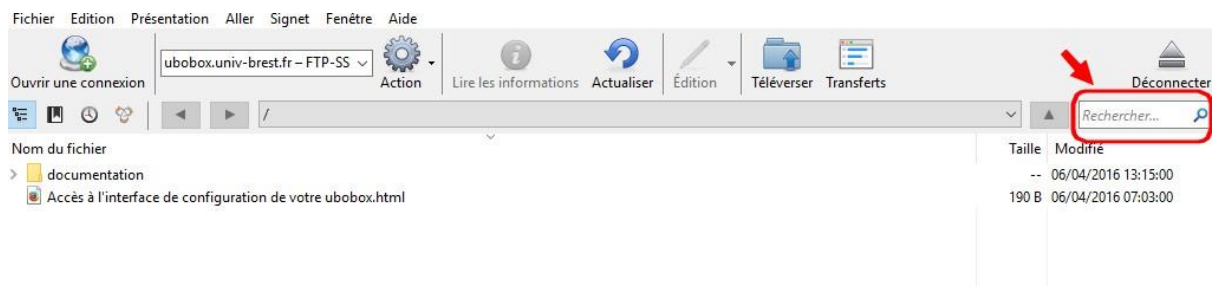 Fichier Edition Présentation Aller Signet Fenêtre Aide
ubobox.univ-brest.fr – FTP-SS
Ouvrir une connexion Action Lire les informations Actualiser Édition Téléverser Transferts Déconnecter
/ Rechercher...
Nom du fichier Taille Modifié
documentation -- 06/04/2016 13:15:00
Accès à l'interface de configuration de votre ubobox.html 190 B 06/04/2016 07:03:00